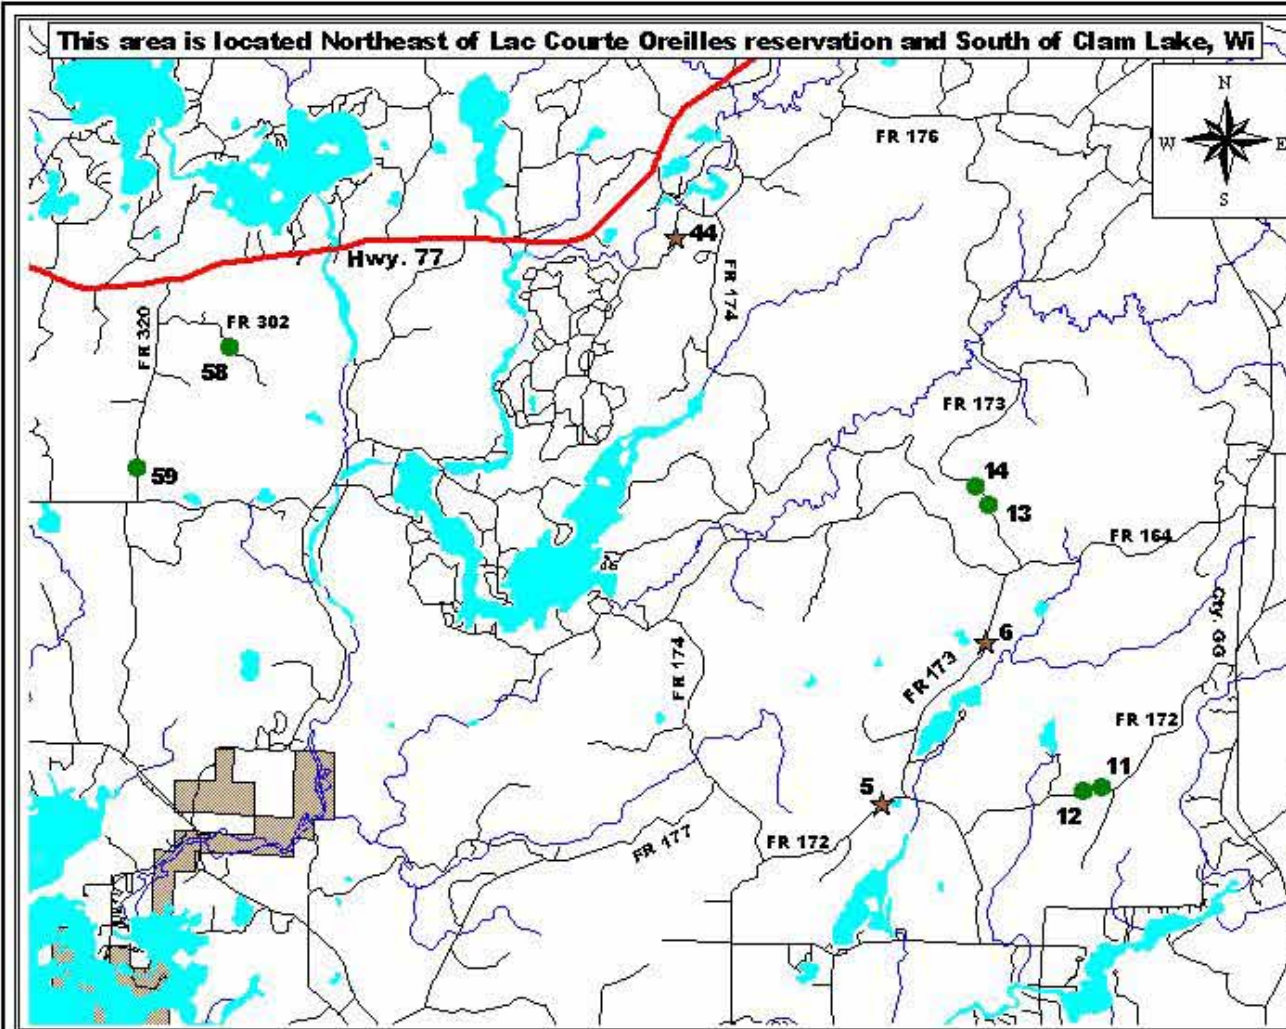 This area is located Northeast of Lac Courte Oreilles reservation and South of Clam Lake, Wi
N
W E
S
FR 176
44
Hwy. 77
FR 174
FR 320
FR 302
58
FR 173
59
14
13
FR 164
Cty. GG
6
FR 174
FR 173
FR 172
11
5
12
FR 177
FR 172